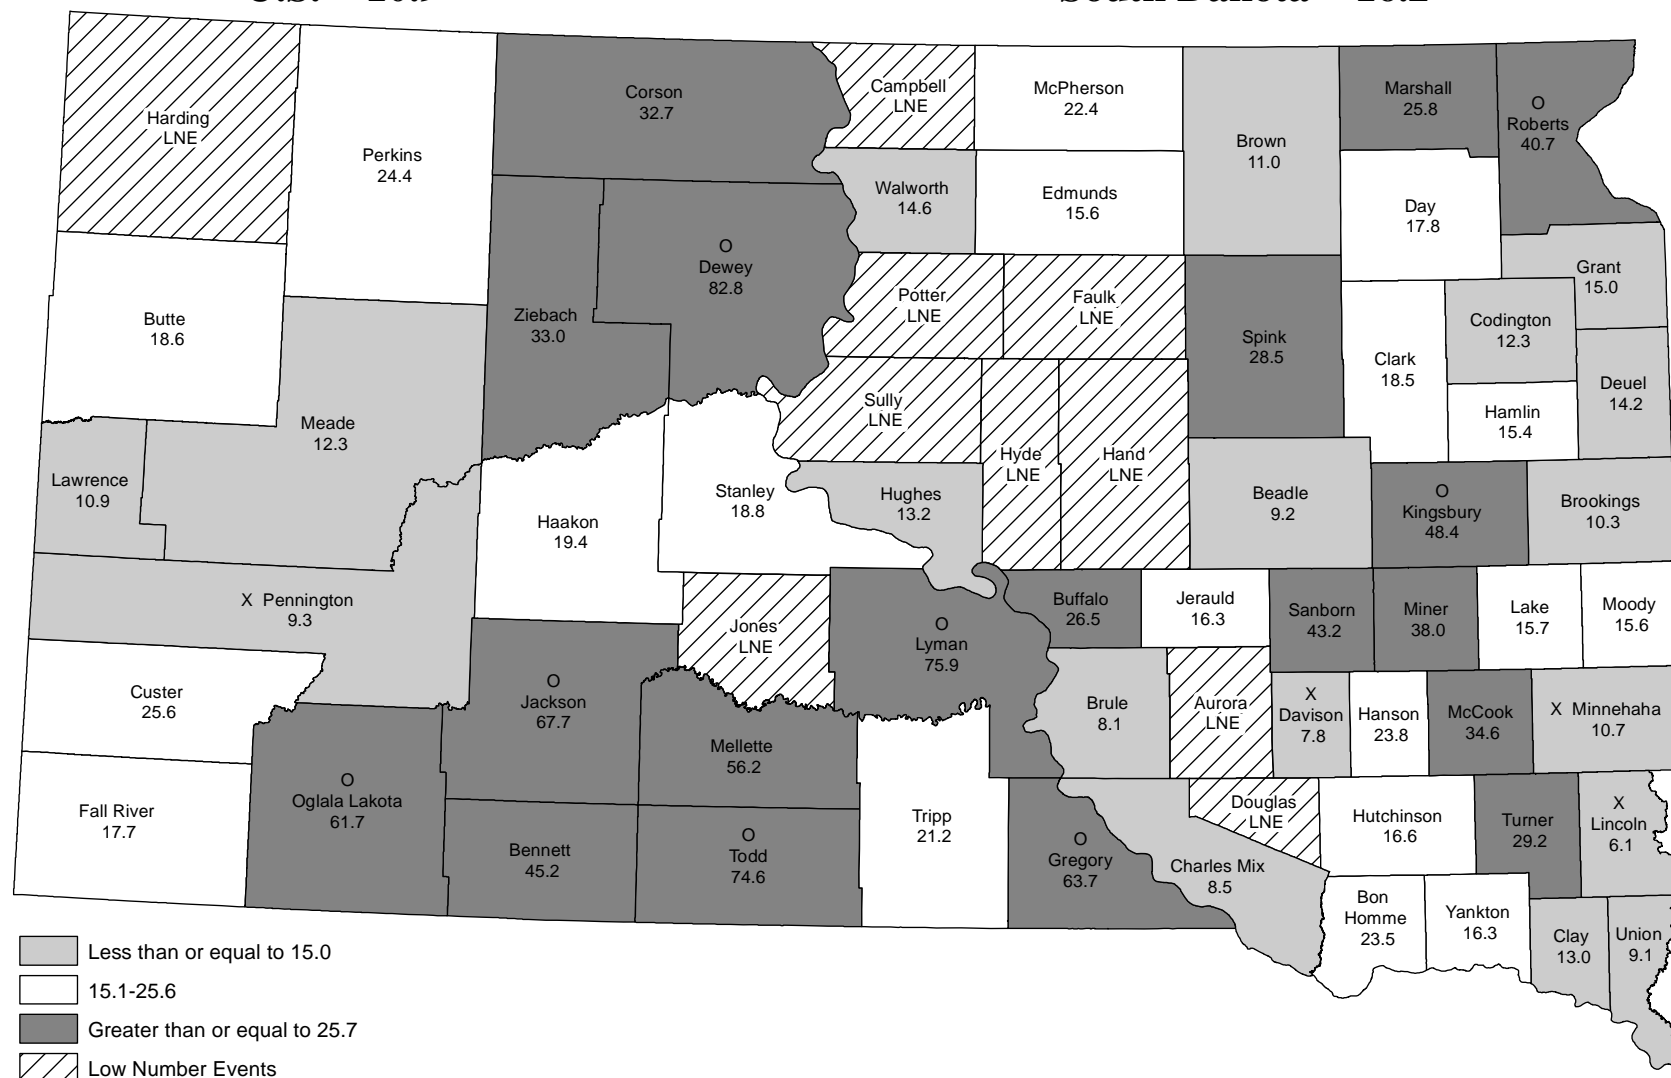 Harding
LNE
Perkins
24.4
Corson
32.7
Campbell
LNE
McPherson
22.4
Brown
11.0
Marshall
25.8
O
Roberts
40.7
Walworth
14.6
Edmunds
15.6
Day
17.8
Grant
15.0
Butte
18.6
Ziebach
33.0
O
Dewey
82.8
Potter
LNE
Faulk
LNE
Spink
28.5
Clark
18.5
Codington
12.3
Deuel
14.2
Hamlin
15.4
Meade
12.3
Lawrence
10.9
Sully
LNE
Hyde
LNE
Hand
LNE
Haakon
19.4
Stanley
18.8
Hughes
13.2
Beadle
9.2
O
Kingsbury
48.4
Brookings
10.3
X Pennington
9.3
Jones
LNE
O
Lyman
75.9
Buffalo
26.5
Jerauld
16.3
Sanborn
43.2
Miner
38.0
Lake
15.7
Moody
15.6
Custer
25.6
O
Jackson
67.7
Mellette
56.2
Brule
8.1
Aurora
LNE
X
Davison
7.8
Hanson
23.8
McCook
34.6
X Minnehaha
10.7
Fall River
17.7
O
Oglala Lakota
61.7
Bennett
45.2
O
Todd
74.6
Tripp
21.2
O
Gregory
63.7
Charles Mix
8.5
Douglas
LNE
Hutchinson
16.6
Turner
29.2
X
Lincoln
6.1
Bon
Homme
23.5
Yankton
16.3
Clay
13.0
Union
9.1
Less than or equal to 15.0
15.1-25.6
Greater than or equal to 25.7
Low Number Events